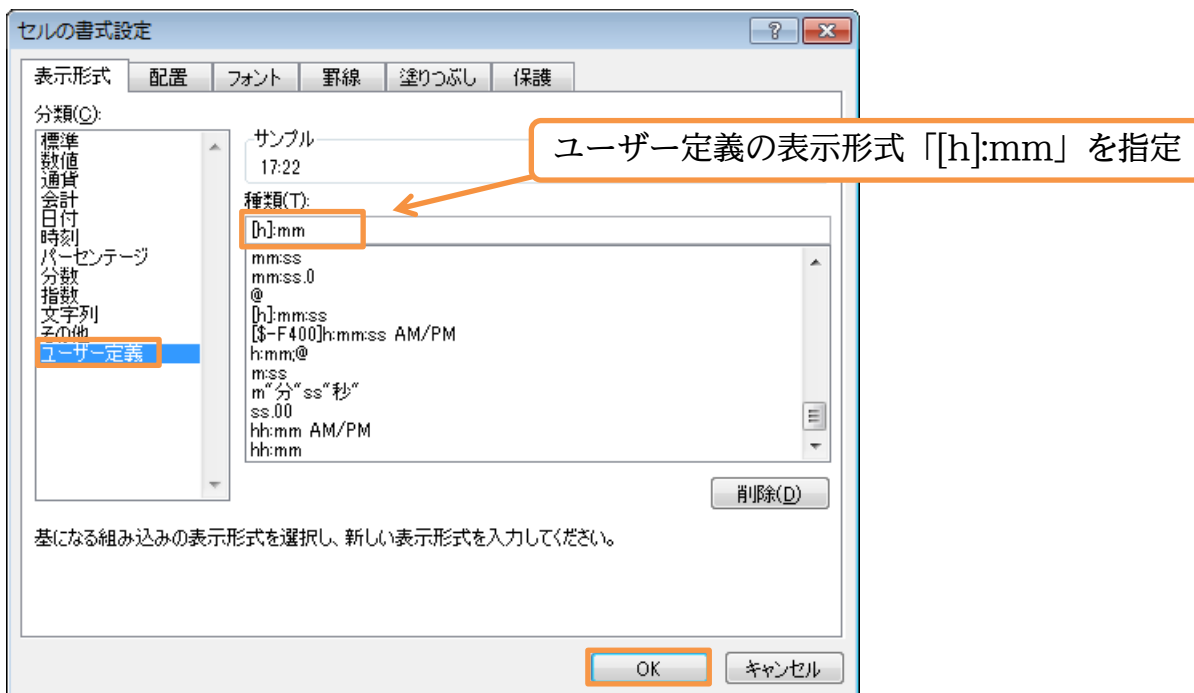 セルの書式設定
表示形式 配置 フォント 罫線 塗りつぶし 保護
分類(C):
標準
数値
通貨
会計
日付
時刻
パーセンテージ
分数
指数
文字列
その他
ユーザー定義
サンプル
17:22
ユーザー定義の表示形式「[h]:mm」を指定
種類(T):
[h]:mm
mm:ss
mm:ss.0
@
[h]:mm:ss
[$-F400]h:mm:ss AM/PM
h:mm;@
m:ss
m"分"ss"秒"
ss.00
hh:mm AM/PM
hh:mm
削除(D)
基になる組み込みの表示形式を選択し、新しい表示形式を入力してください。
OK キャンセル